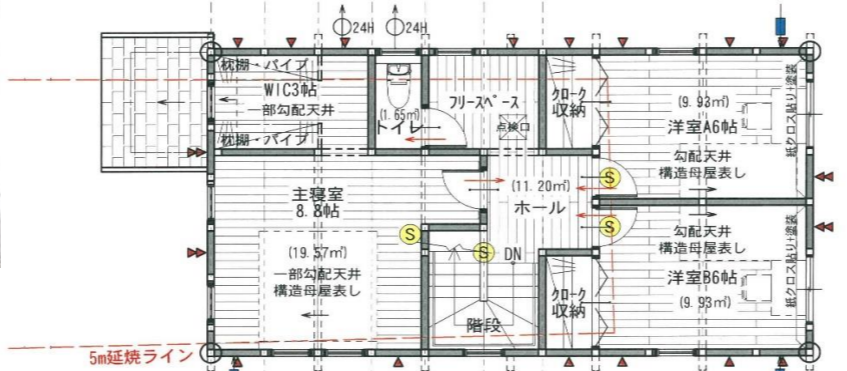 24H
24H
枕棚・パイプ
WIC3帖
一部勾配天井
枕棚・パイプ
(1.65㎡)
トイレ
フリースペース
点検口
クローク
収納
(9.93㎡)
洋室A6帖
勾配天井
構造母屋表し
紙クロス貼り+塗装
主寝室
8.8帖
(19.57㎡)
一部勾配天井
構造母屋表し
(11.20㎡)
ホール
S
S
S
S
DN
階段
クローク
収納
勾配天井
構造母屋表し
洋室B6帖
(9.93㎡)
紙クロス貼り+塗装
5m延焼ライン